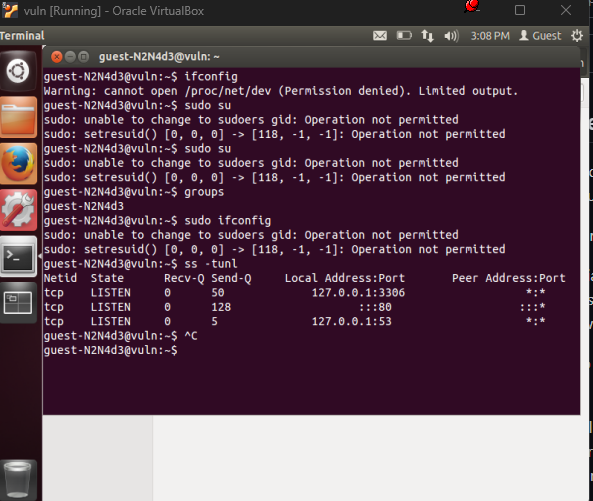 vuln [Running] - Oracle VirtualBox
Terminal
3:08 PM
Guest
guest-N2N4d3@vuln: ~
guest-N2N4d3@vuln:~$ ifconfig
Warning: cannot open /proc/net/dev (Permission denied). Limited output.
guest-N2N4d3@vuln:~$ sudo su
sudo: unable to change to sudoers gid: Operation not permitted
sudo: setresuid() [0, 0, 0] -> [118, -1, -1]: Operation not permitted
guest-N2N4d3@vuln:~$ sudo su
sudo: unable to change to sudoers gid: Operation not permitted
sudo: setresuid() [0, 0, 0] -> [118, -1, -1]: Operation not permitted
guest-N2N4d3@vuln:~$ groups
guest-N2N4d3
guest-N2N4d3@vuln:~$ sudo ifconfig
sudo: unable to change to sudoers gid: Operation not permitted
sudo: setresuid() [0, 0, 0] -> [118, -1, -1]: Operation not permitted
guest-N2N4d3@vuln:~$ ss -tunl
Netid State Recv-Q Send-Q Local Address:Port Peer Address:Port
tcp LISTEN 0 50 127.0.0.1:3306 *:*
tcp LISTEN 0 128 :::80 :::*
tcp LISTEN 0 5 127.0.0.1:53 *:*
guest-N2N4d3@vuln:~$ ^C
guest-N2N4d3@vuln:~$